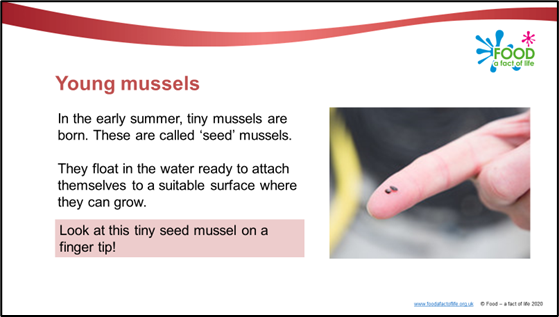 FOOD
a fact of life
Young mussels
In the early summer, tiny mussels are
born. These are called ‘seed’ mussels.
They float in the water ready to attach
themselves to a suitable surface where
they can grow.
Look at this tiny seed mussel on a
finger tip!
www.foodafactoflife.org.uk © Food – a fact of life 2020